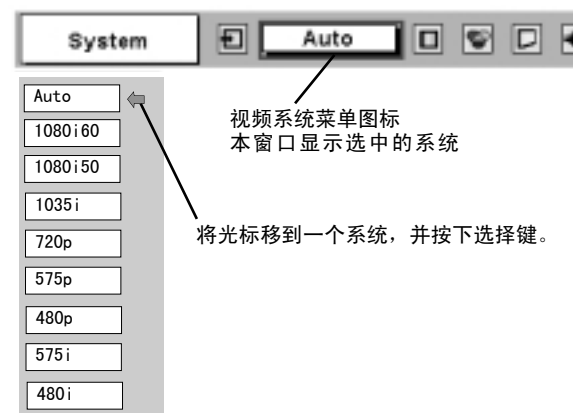 System
Auto
视频系统菜单图标
本窗口显示选中的系统
Auto
1080i60
1080i50
1035i
720p
575p
480p
575i
480i
将光标移到一个系统，并按下选择键。